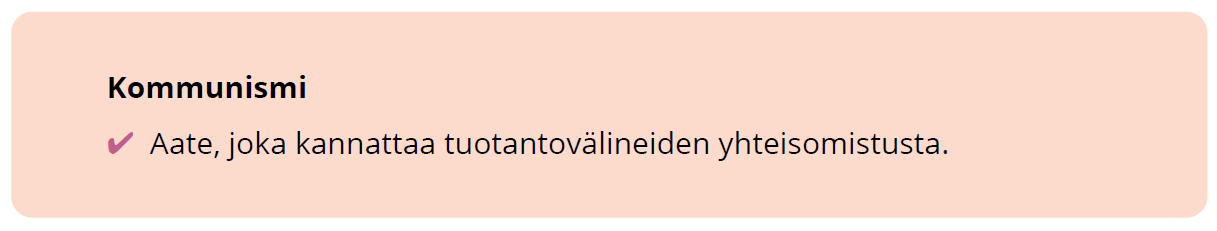 Kommunismi
✔ Aate, joka kannattaa tuotantovälineiden yhteisomistusta.